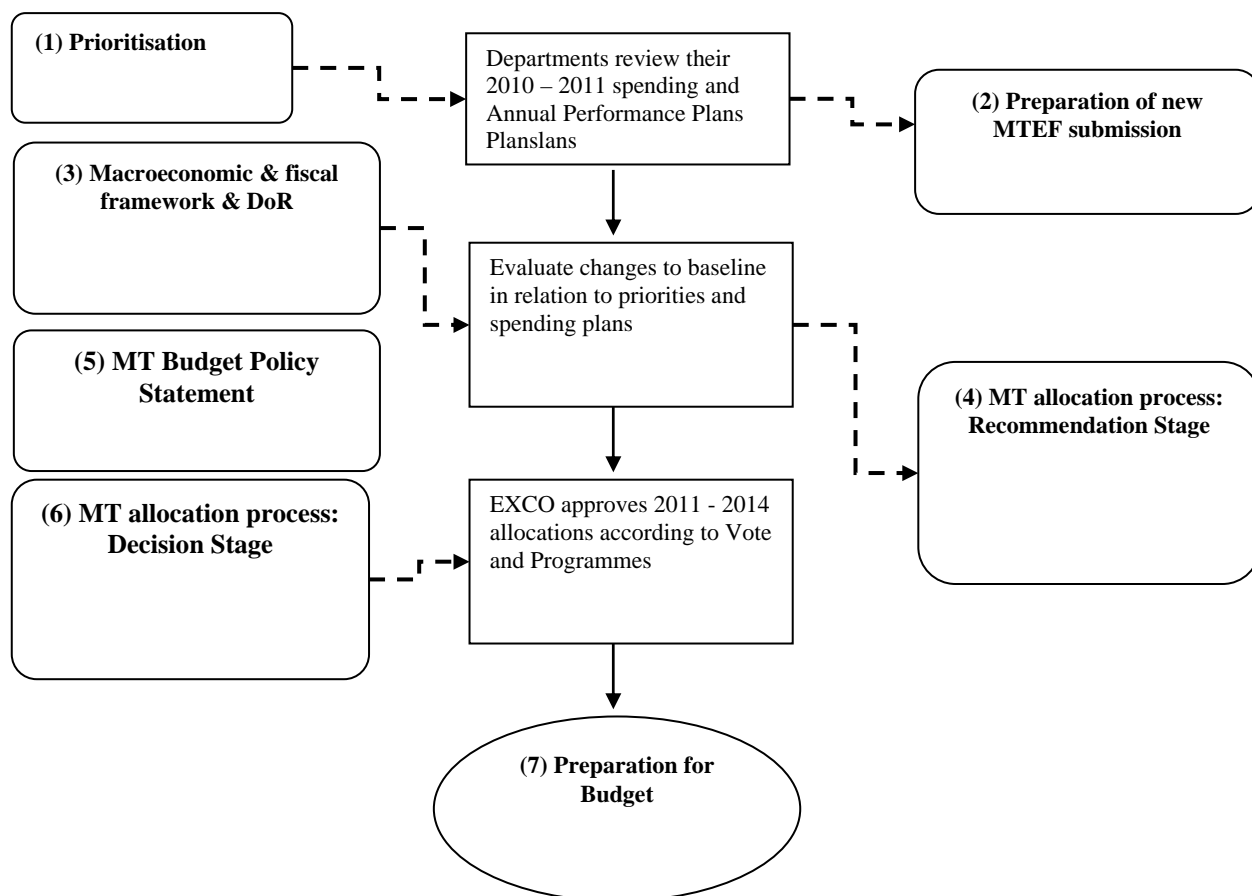 (1) Prioritisation
Departments review their
2010 – 2011 spending and
Annual Performance Plans
Planslans
(2) Preparation of new
MTEF submission
(3) Macroeconomic & fiscal
framework & DoR
Evaluate changes to baseline
in relation to priorities and
spending plans
(5) MT Budget Policy
Statement
(4) MT allocation process:
Recommendation Stage
(6) MT allocation process:
Decision Stage
EXCO approves 2011 - 2014
allocations according to Vote
and Programmes
(7) Preparation for
Budget